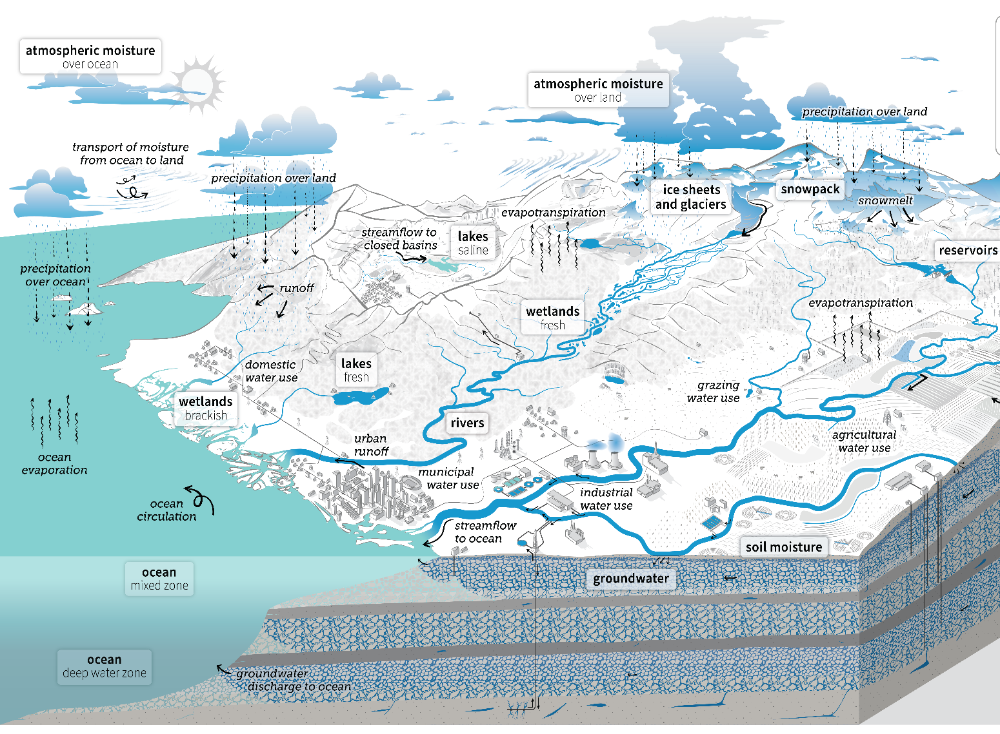 atmospheric moisture
over ocean
atmospheric moisture
over land
precipitation over land
transport of moisture
from ocean to land
precipitation over land
ice sheets
and glaciers
snowpack
snowmelt
evapotranspiration
streamflow to
closed basins
lakes
saline
reservoirs
precipitation
over ocean
runoff
evapotranspiration
wetlands
fresh
domestic
water use
lakes
fresh
grazing
water use
wetlands
brackish
rivers
urban
runoff
agricultural
water use
ocean
evaporation
municipal
water use
industrial
water use
ocean
circulation
streamflow
to ocean
soil moisture
ocean
mixed zone
groundwater
ocean
deep water zone
groundwater
discharge to ocean